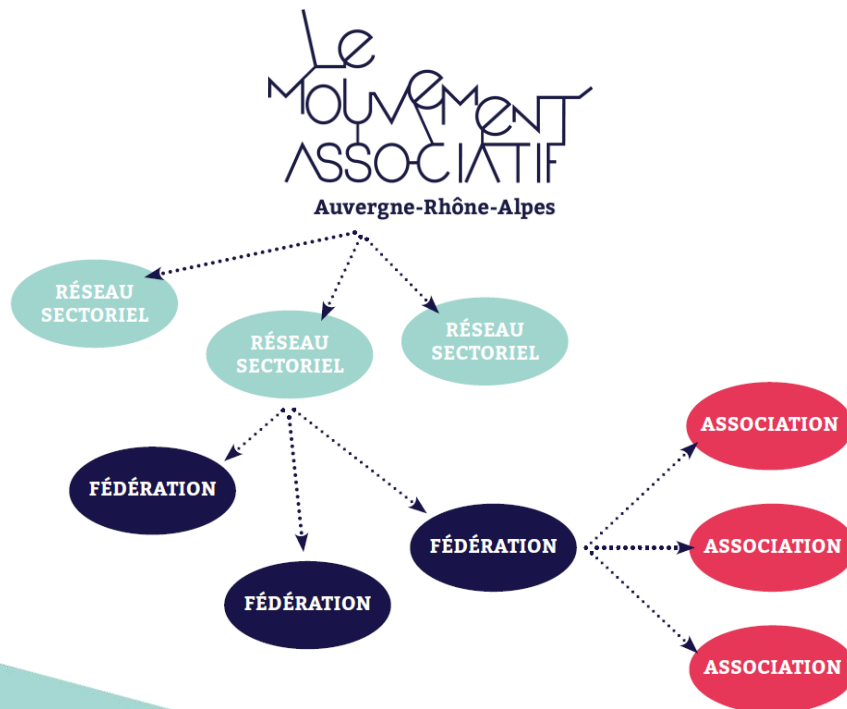 Le
MOUVEMENT
ASSOCIATIF
Auvergne-Rhône-Alpes
RÉSEAU
SECTORIEL
RÉSEAU
SECTORIEL
RÉSEAU
SECTORIEL
ASSOCIATION
FÉDÉRATION
FÉDÉRATION
ASSOCIATION
FÉDÉRATION
ASSOCIATION